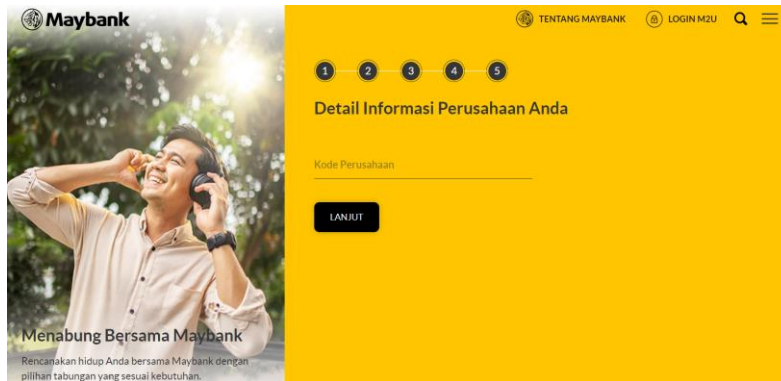 Maybank
TENTANG MAYBANK
LOGIN M2U
1 2 3 4 5
Detail Informasi Perusahaan Anda
Kode Perusahaan
LANJUT
Menabung Bersama Maybank
Rencanakan hidup Anda bersama Maybank dengan
pilihan tabungan yang sesuai kebutuhan.